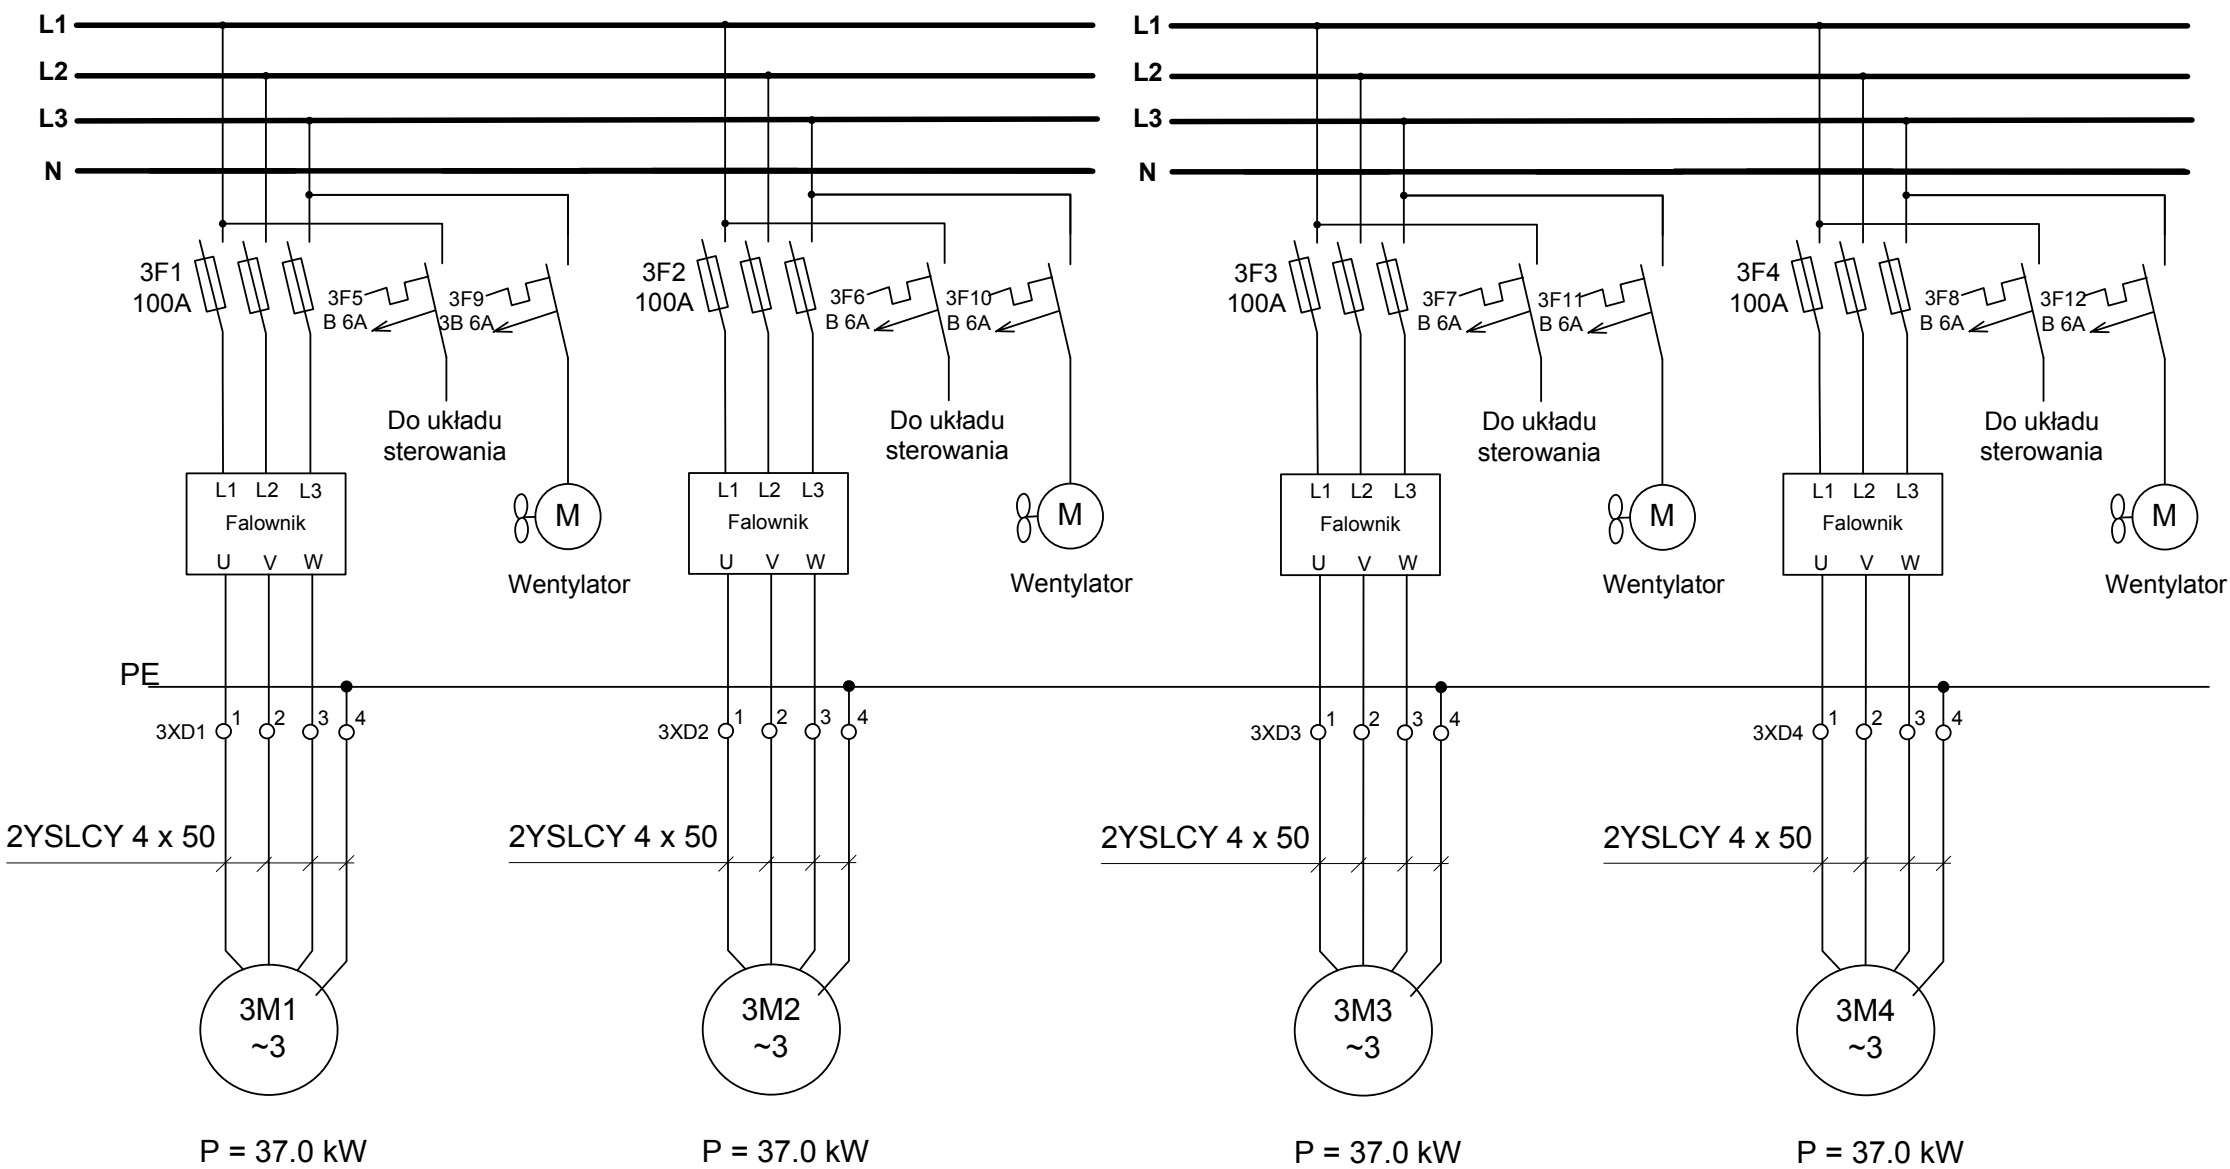 L1
L2
L3
N
L1
L2
L3
N
3F1
100A
3F5
B 6A
3F9
3B 6A
Do układu
sterowania
L1 L2 L3
Falownik
U V W
M
Wentylator
3F2
100A
3F6
B 6A
3F10
B 6A
Do układu
sterowania
L1 L2 L3
Falownik
U V W
M
Wentylator
3F3
100A
3F7
B 6A
3F11
B 6A
Do układu
sterowania
L1 L2 L3
Falownik
U V W
M
Wentylator
3F4
100A
3F8
B 6A
3F12
B 6A
Do układu
sterowania
L1 L2 L3
Falownik
U V W
M
Wentylator
PE
3XD1 1 2 3 4
2YSLCY 4 x 50
3M1
~3
P = 37.0 kW
3XD2 1 2 3 4
2YSLCY 4 x 50
3M2
~3
P = 37.0 kW
3XD3 1 2 3 4
2YSLCY 4 x 50
3M3
~3
P = 37.0 kW
3XD4 1 2 3 4
2YSLCY 4 x 50
3M4
~3
P = 37.0 kW